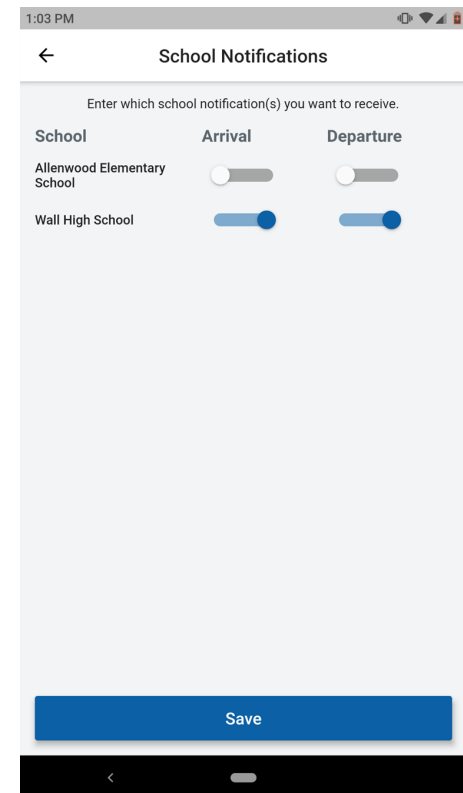 1:03 PM
School Notifications
Enter which school notification(s) you want to receive.
School Arrival Departure
Allenwood Elementary
School
Wall High School
Save